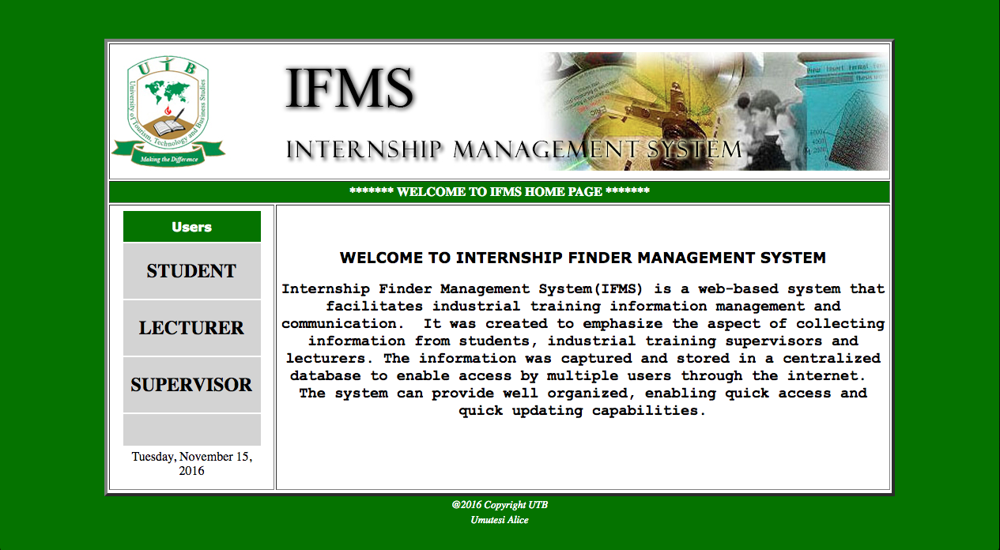 UTB
University of Tourism, Technology and Business Studies
Making the Difference
IFMS
INTERNSHIP MANAGEMENT SYSTEM
View Insert Format
******* WELCOME TO IFMS HOME PAGE *******
Users
STUDENT
LECTURER
SUPERVISOR
Tuesday, November 15,
2016
WELCOME TO INTERNSHIP FINDER MANAGEMENT SYSTEM
Internship Finder Management System(IFMS) is a web-based system that
facilitates industrial training information management and
communication.  It was created to emphasize the aspect of collecting
information from students, industrial training supervisors and
lecturers. The information was captured and stored in a centralized
database to enable access by multiple users through the internet.
The system can provide well organized, enabling quick access and
quick updating capabilities.
@2016 Copyright UTB
Umutesi Alice